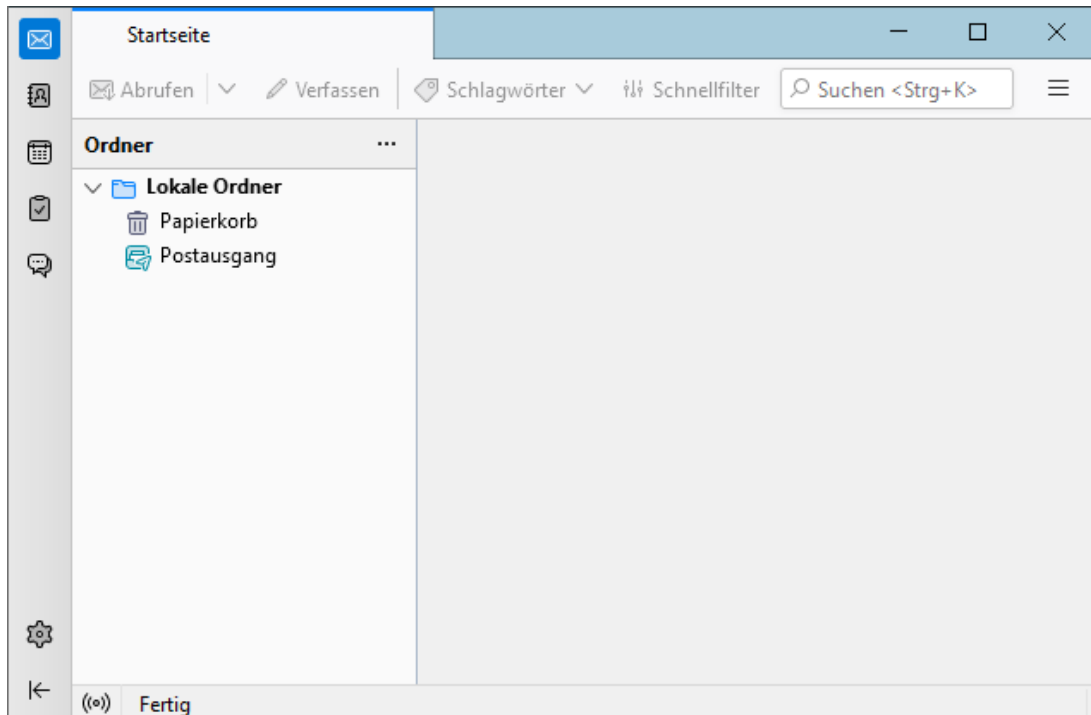 Startseite
Abrufen Verfassen Schlagwörter Schnellfilter Suchen <Strg+K>
Ordner
Lokale Ordner
Papierkorb
Postausgang
Fertig